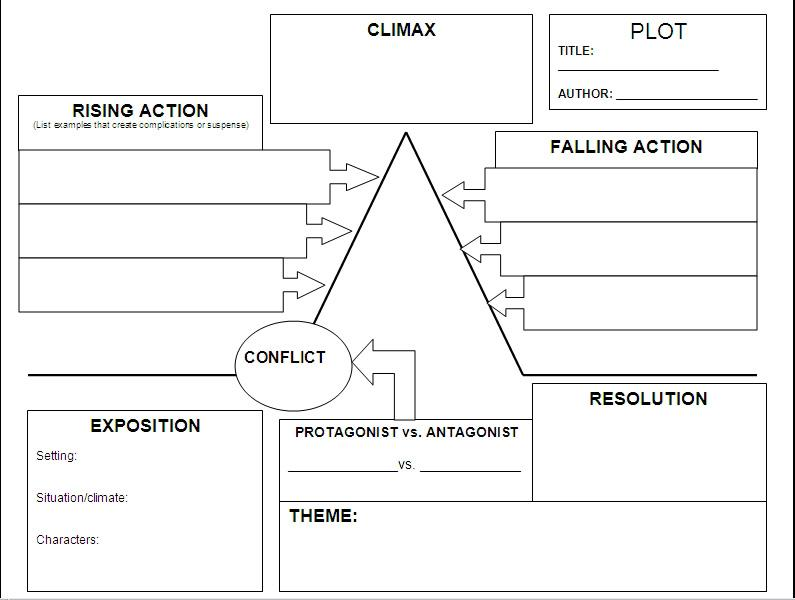 CLIMAX
PLOT
TITLE:
AUTHOR:
RISING ACTION
(List examples that create complications or suspense)
FALLING ACTION
CONFLICT
RESOLUTION
EXPOSITION
Setting:
Situation/climate:
Characters:
PROTAGONIST vs. ANTAGONIST
vs.
THEME: